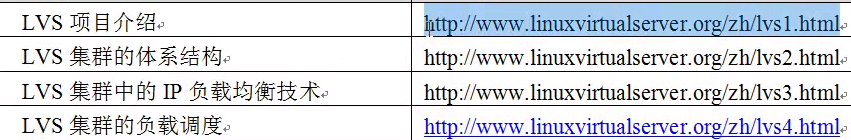 LVS 项目介绍 http://www.linuxvirtualserver.org/zh/lvs1.html
LVS 集群的体系结构 http://www.linuxvirtualserver.org/zh/lvs2.html
LVS 集群中的 IP 负载均衡技术 http://www.linuxvirtualserver.org/zh/lvs3.html
LVS 集群的负载调度 http://www.linuxvirtualserver.org/zh/lvs4.html